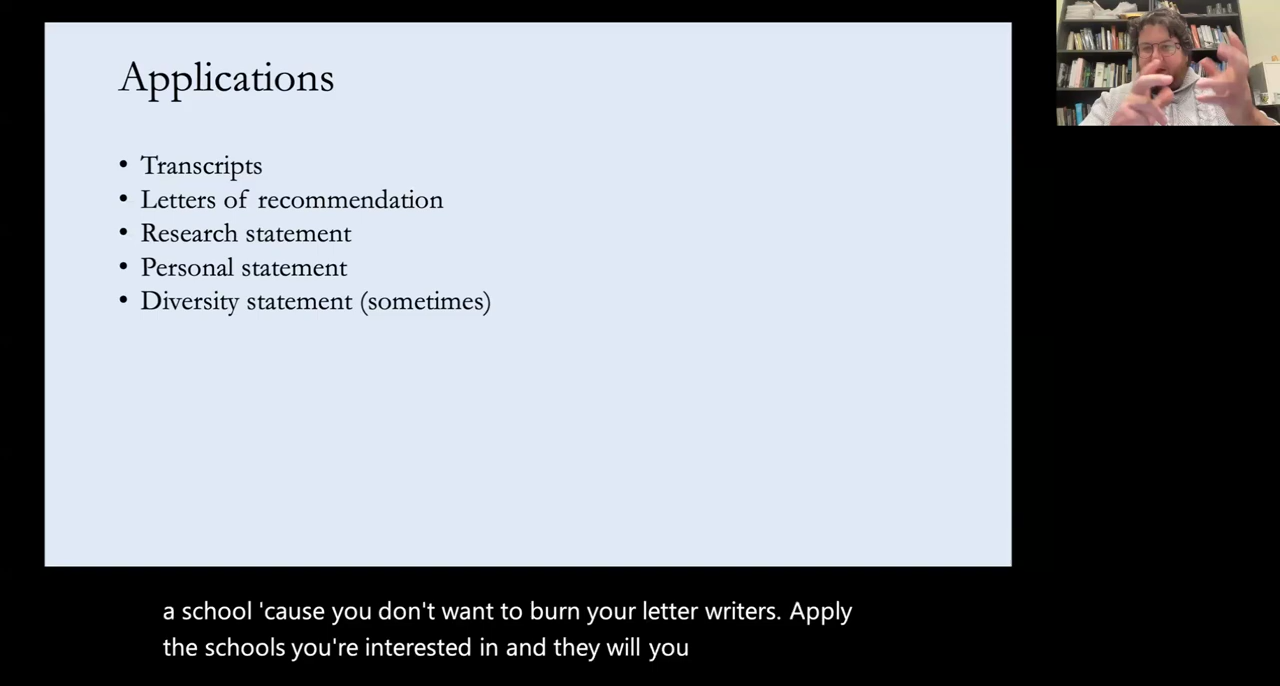 Applications
• Transcripts
• Letters of recommendation
• Research statement
• Personal statement
• Diversity statement (sometimes)
a school 'cause you don't want to burn your letter writers. Apply
the schools you're interested in and they will you